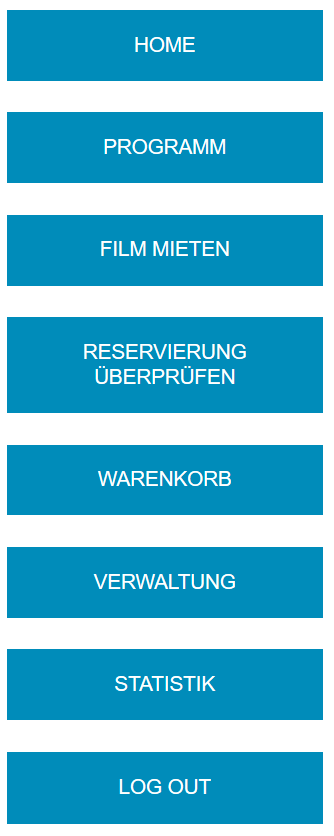 HOME
PROGRAMM
FILM MIETEN
RESERVIERUNG
ÜBERPRÜFEN
WARENKORB
VERWALTUNG
STATISTIK
LOG OUT